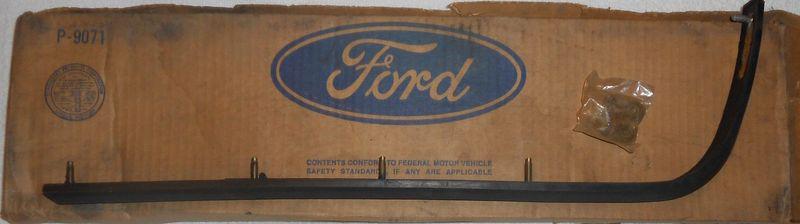 P-9071
Ford
CONTENTS CONFORM TO FEDERAL MOTOR VEHICLE
SAFETY STANDARDS, IF ANY ARE APPLICABLE